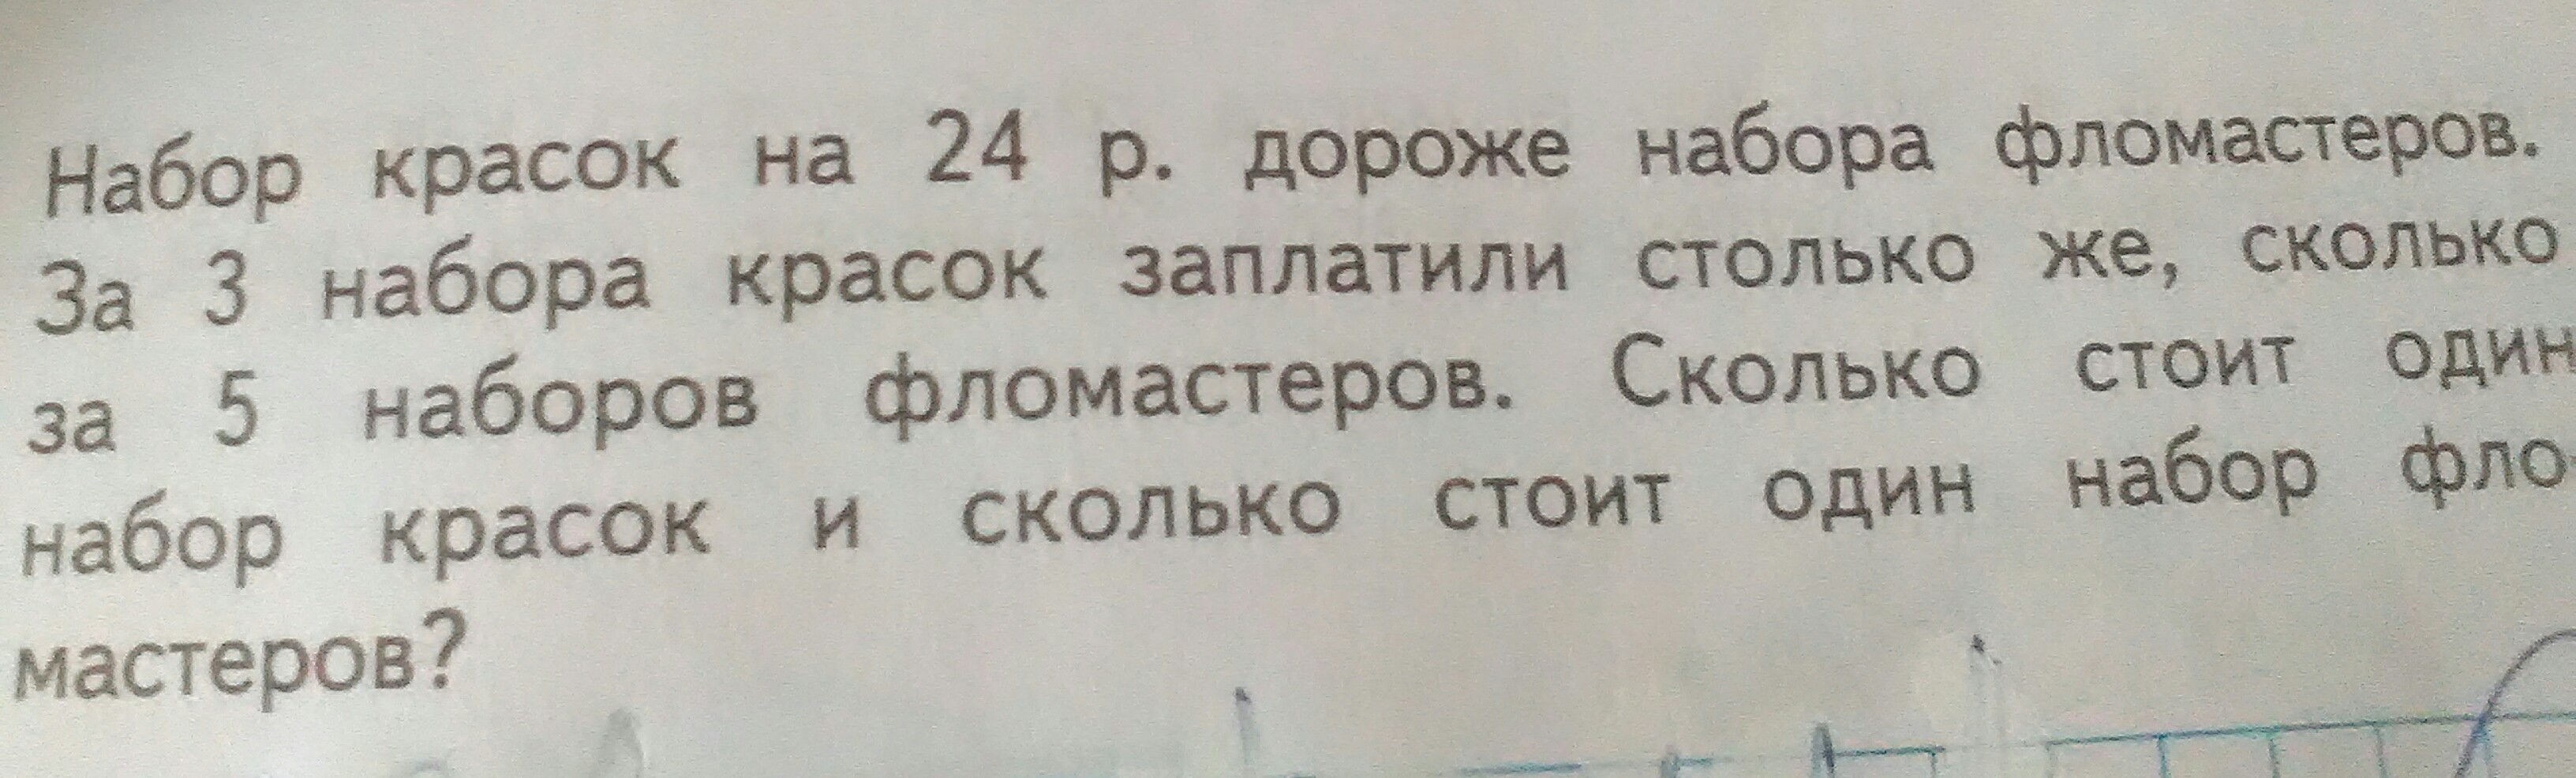 Набор красок на 24 р. дороже набора фломастеров.
За 3 набора красок заплатили столько же, сколько
за 5 наборов фломастеров. Сколько стоит один
набор красок и сколько стоит один набор фло-
мастеров?